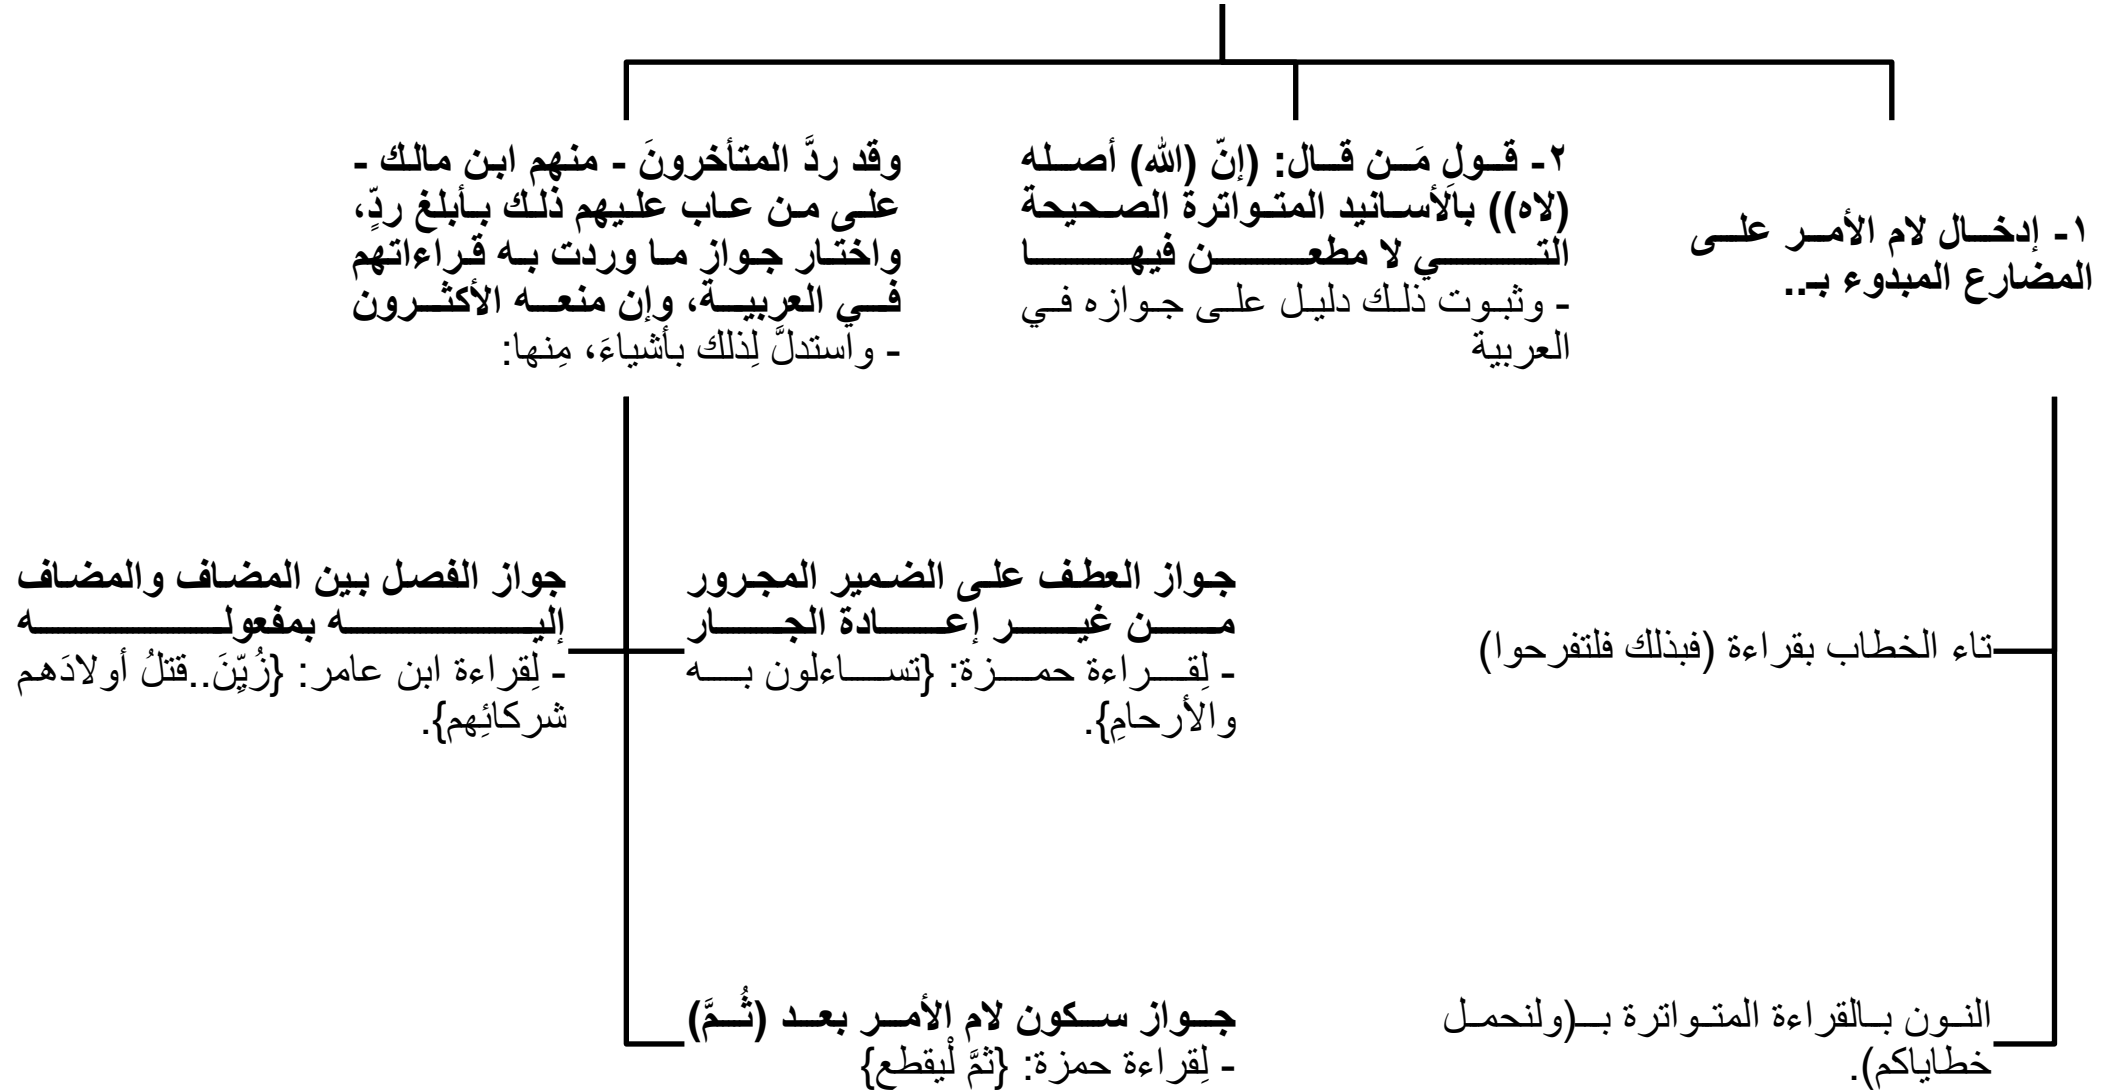 ١- إدخال لام الأمر على
المضارع المبدوء بـ..
٢- قولِ مَن قال: (إنّ (الله) أصله
(لاه)) بالأسانيد المتواترة الصحيحة
التي لا مطعن فيها
- وثبوت ذلك دليل على جوازه في
العربية
وقد ردَّ المتأخرونَ - منهم ابن مالك -
على من عاب عليهم ذلك بأبلغ ردٍّ،
واختار جواز ما وردت به قراءاتهم
في العربية، وإن منعه الأكثرون
- واستدلَّ لِذلك بأشياءَ، مِنها:
تاء الخطاب بقراءة (فبذلك فلتفرحوا)
النون بالقراءة المتواترة بـ(ولنحمل
خطاياكم).
جواز العطف على الضمير المجرور
من غير إعادة الجار
- لِقراءة حمزة: {تساءلون به
والأرحامِ}.
جواز الفصل بين المضاف والمضاف
إليه بمفعوله
- لِقراءة ابن عامر: {زُيِّنَ..قتلُ أولادَهم
شركائِهم}.
جواز سكون لام الأمر بعد (ثُمَّ)
- لِقراءة حمزة: {ثمَّ لْيقطع}